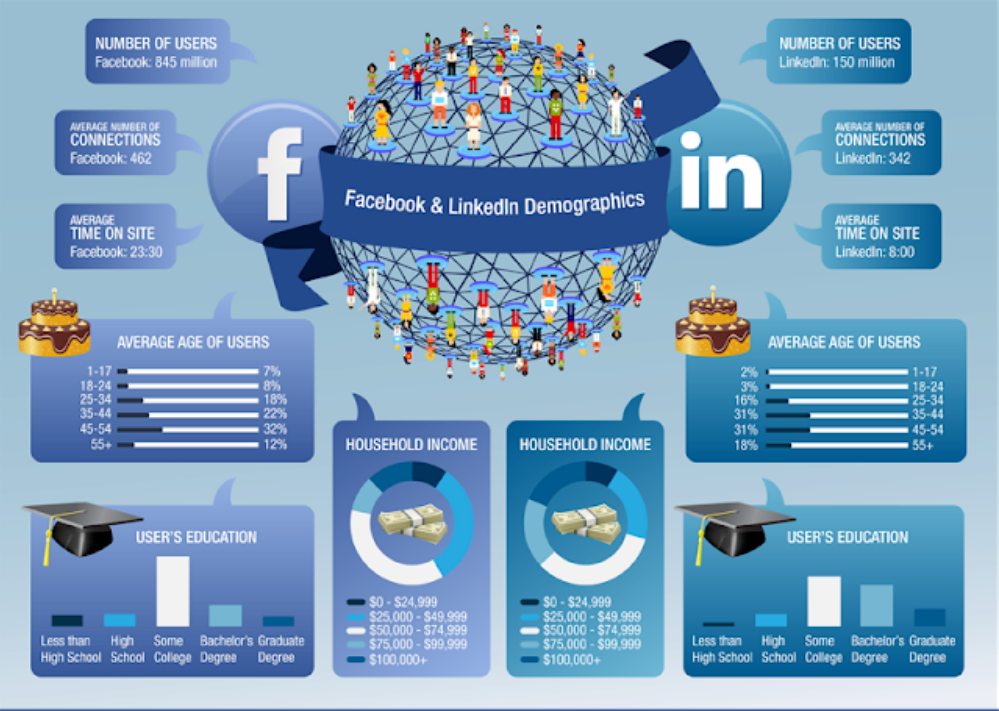 NUMBER OF USERS
Facebook: 845 million
AVERAGE NUMBER OF
CONNECTIONS
Facebook: 462
AVERAGE
TIME ON SITE
Facebook: 23:30
f
Facebook & LinkedIn Demographics
in
NUMBER OF USERS
LinkedIn: 150 million
AVERAGE NUMBER OF
CONNECTIONS
LinkedIn: 342
AVERAGE
TIME ON SITE
LinkedIn: 8:00
AVERAGE AGE OF USERS
1-17 7%
18-24 8%
25-34 18%
35-44 22%
45-54 32%
55+ 12%
AVERAGE AGE OF USERS
2% 1-17
3% 18-24
16% 25-34
31% 35-44
31% 45-54
18% 55+
HOUSEHOLD INCOME
$0 - $24,999
$25,000 - $49,999
$50,000 - $74,999
$75,000 - $99,999
$100,000+
HOUSEHOLD INCOME
$0 - $24,999
$25,000 - $49,999
$50,000 - $74,999
$75,000 - $99,999
$100,000+
USER'S EDUCATION
Less than High Some Bachelor's Graduate
High School School College Degree Degree
USER'S EDUCATION
Less than High Some Bachelor's Graduate
High School School College Degree Degree